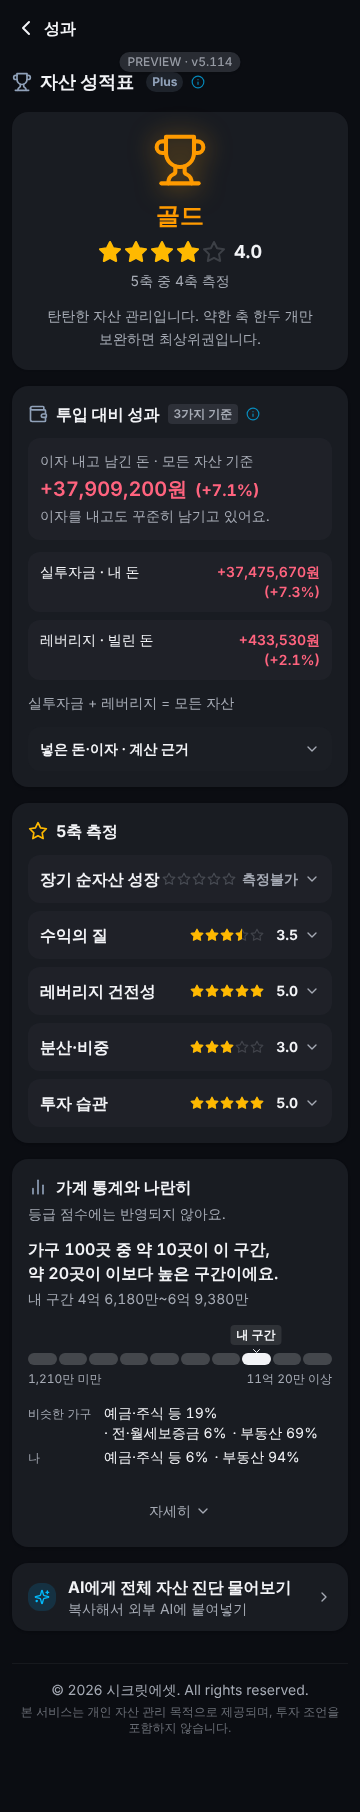 성과
PREVIEW · v5.114
자산 성적표 Plus
골드
4.0
5축 중 4축 측정
탄탄한 자산 관리입니다. 약한 축 한두 개만
보완하면 최상위권입니다.
투입 대비 성과 3가지 기준
이자 내고 남긴 돈 · 모든 자산 기준
+37,909,200원 (+7.1%)
이자를 내고도 꾸준히 남기고 있어요.
실투자금 · 내 돈 +37,475,670원
(+7.3%)
레버리지 · 빌린 돈 +433,530원
(+2.1%)
실투자금 + 레버리지 = 모든 자산
넣은 돈·이자 · 계산 근거
5축 측정
장기 순자산 성장 측정불가
수익의 질 3.5
레버리지 건전성 5.0
분산·비중 3.0
투자 습관 5.0
가계 통계와 나란히
등급 점수에는 반영되지 않아요.
가구 100곳 중 약 10곳이 이 구간,
약 20곳이 이보다 높은 구간이에요.
내 구간 4억 6,180만~6억 9,380만
내 구간
1,210만 미만 11억 20만 이상
비슷한 가구 예금·주식 등 19%
· 전·월세보증금 6% · 부동산 69%
나 예금·주식 등 6% · 부동산 94%
자세히
AI에게 전체 자산 진단 물어보기
복사해서 외부 AI에 붙여넣기
© 2026 시크릿에셋. All rights reserved.
본 서비스는 개인 자산 관리 목적으로 제공되며, 투자 조언을
포함하지 않습니다.